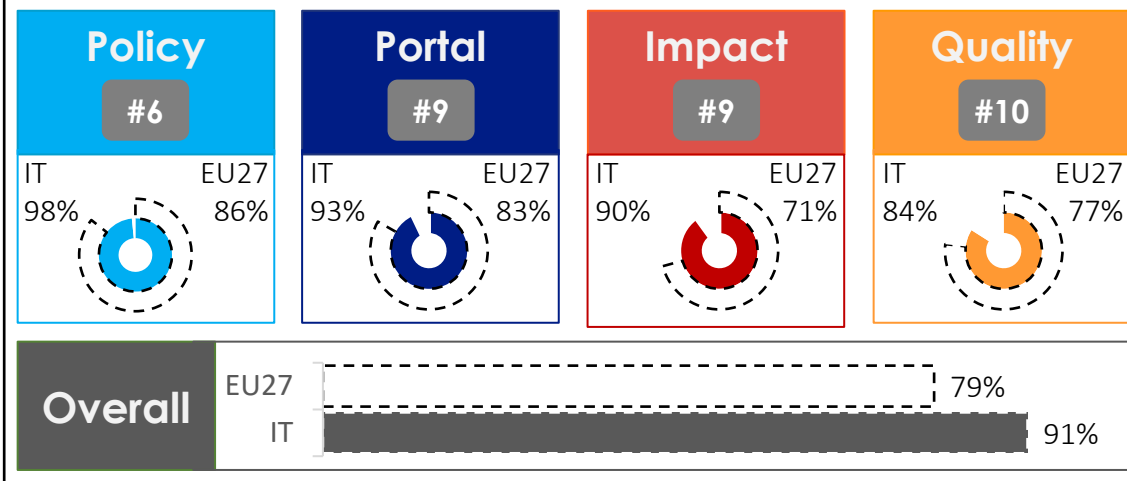 Policy
#6
IT EU27
98% 86%
Portal
#9
IT EU27
93% 83%
Impact
#9
IT EU27
90% 71%
Quality
#10
IT EU27
84% 77%
Overall
EU27 79%
IT 91%